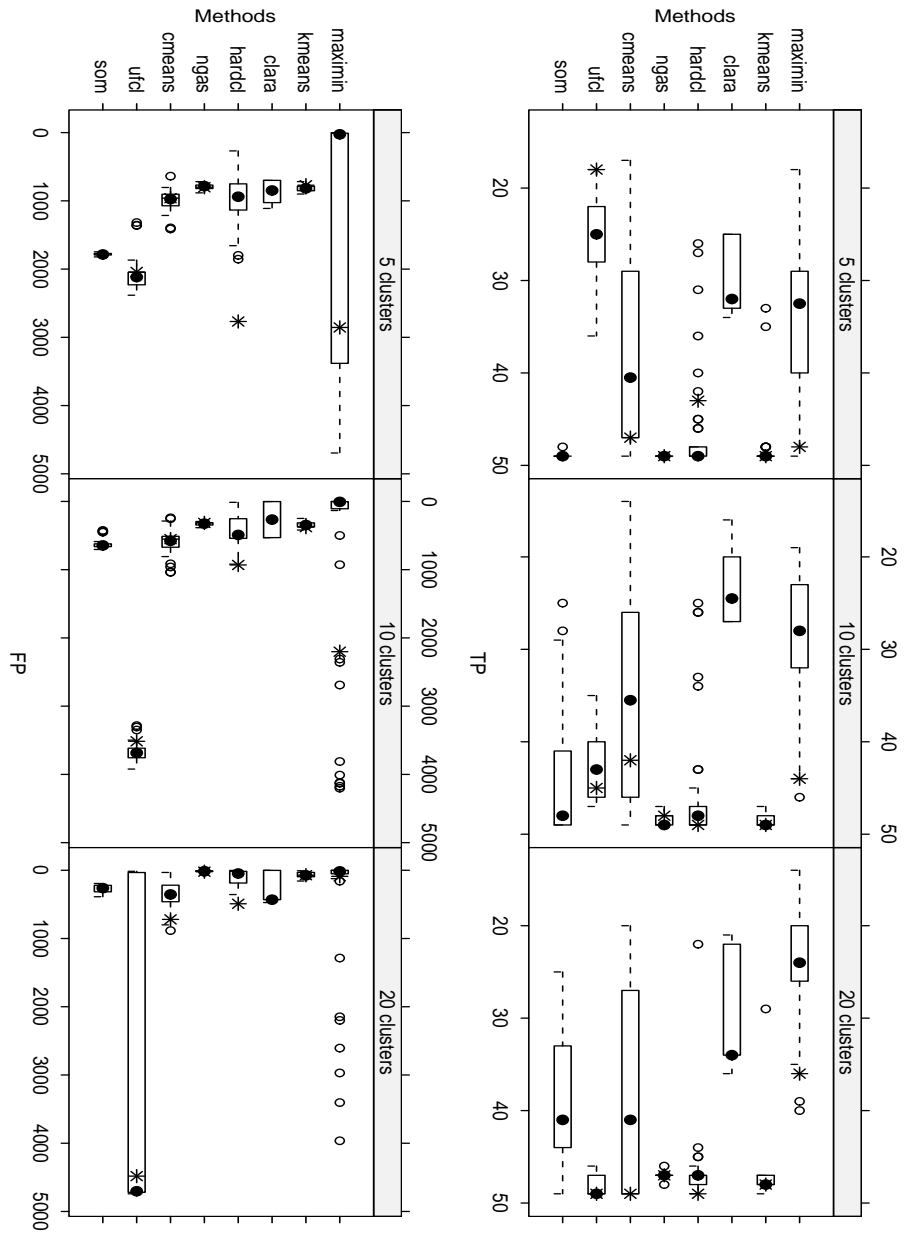 Methods
som
ufcl
cmeans
ngas
hardcl
clara
kmeans
maximin
5 clusters
0
1000
2000
3000
4000
5000
10 clusters
0
1000
2000
3000
4000
5000
20 clusters
0
1000
2000
3000
4000
5000
FP
Methods
som
ufcl
cmeans
ngas
hardcl
clara
kmeans
maximin
5 clusters
20
30
40
50
10 clusters
20
30
40
50
20 clusters
20
30
40
50
TP